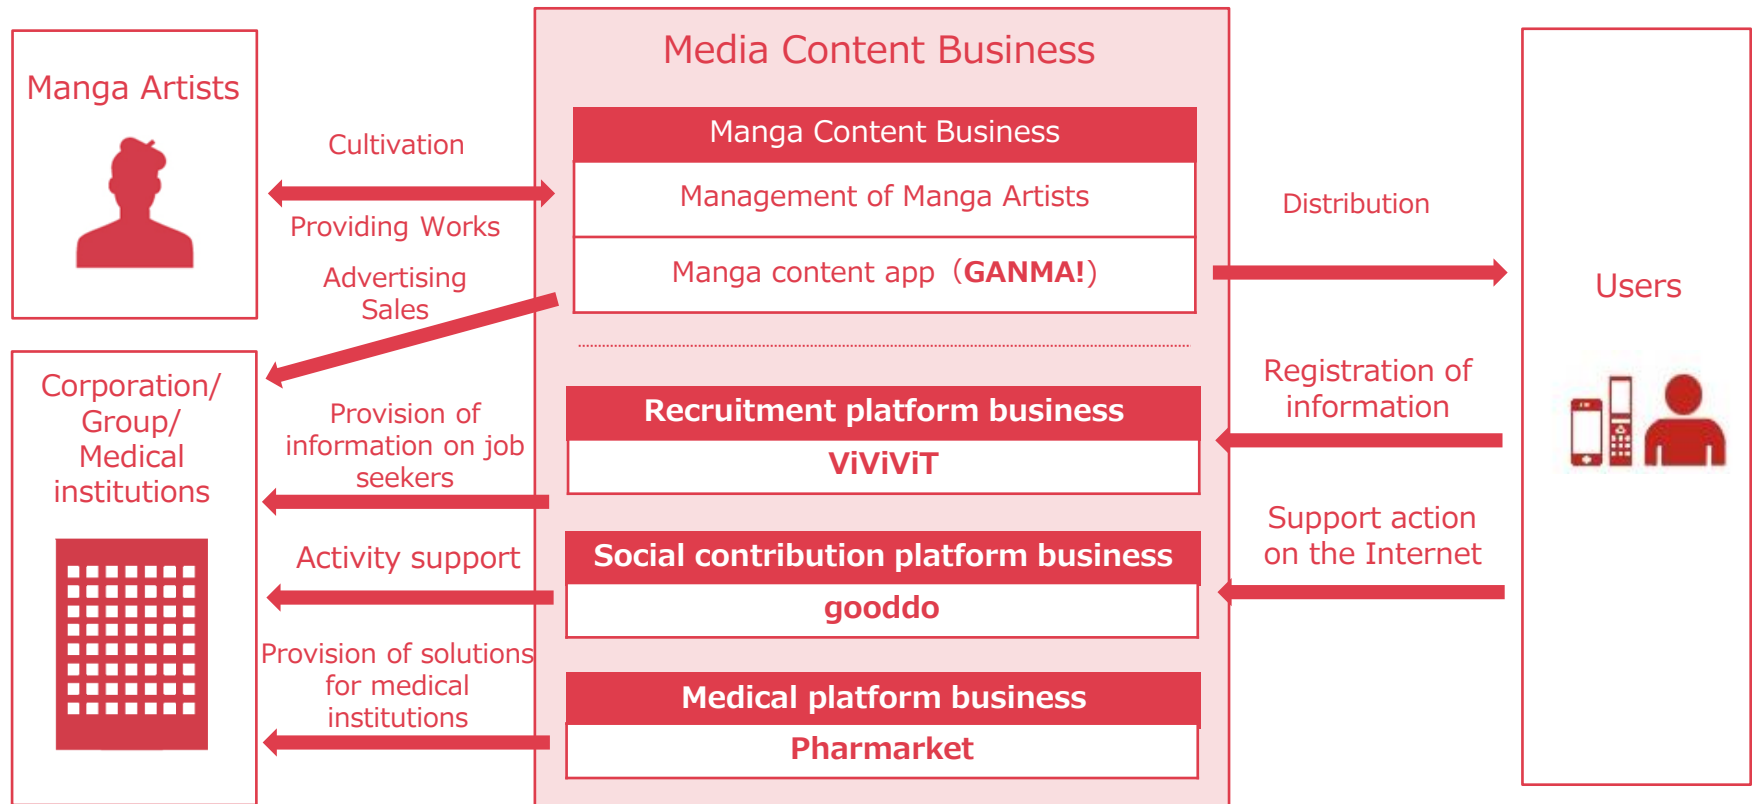 Media Content Business
Manga Artists
Cultivation
Providing Works
Advertising
Sales
Manga Content Business
Management of Manga Artists
Manga content app（GANMA!)
Distribution
Users
Corporation/
Group/
Medical
institutions
Provision of
information on job
seekers
Recruitment platform business
ViViViT
Registration of
information
Activity support
Social contribution platform business
gooddo
Support action
on the Internet
Provision of solutions
for medical
institutions
Medical platform business
Pharmarket